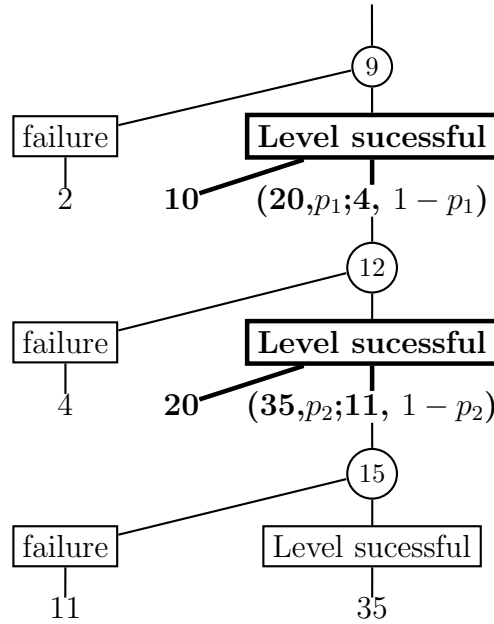 9
failure Level sucessful
2 10 (20,p₁;4, 1 − p₁)
12
failure Level sucessful
4 20 (35,p₂;11, 1 − p₂)
15
failure Level sucessful
11 35